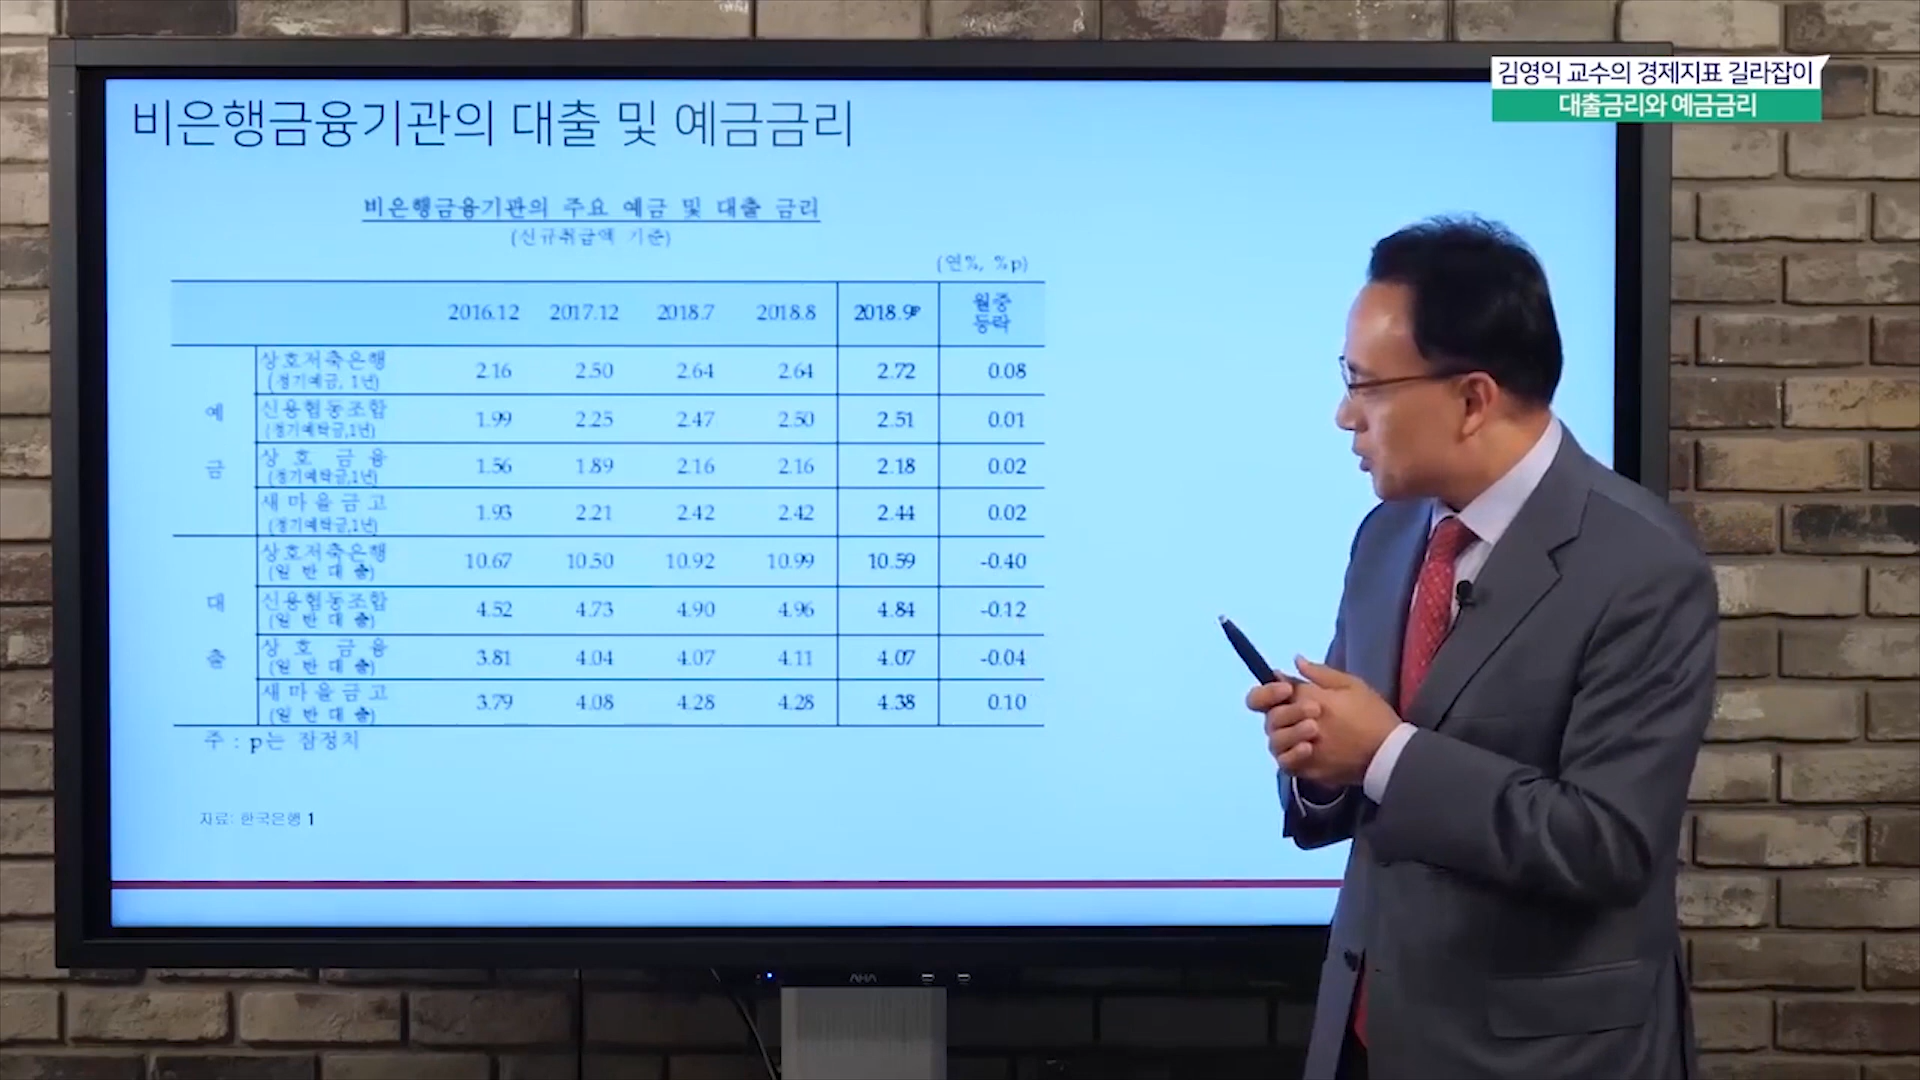 김영익 교수의 경제지표 길라잡이
대출금리와 예금금리
비은행금융기관의 대출 및 예금금리
비은행금융기관의 주요 예금 및 대출 금리
(신규취급액 기준)
(연%, %p)
2016.12 2017.12 2018.7 2018.8 2018.9ᵖ 월중 등락
예금
상호저축은행 (정기예금, 1년) 2.16 2.50 2.64 2.64 2.72 0.08
신용협동조합 (정기예탁금,1년) 1.99 2.25 2.47 2.50 2.51 0.01
상호금융 (정기예탁금,1년) 1.56 1.89 2.16 2.16 2.18 0.02
새마을금고 (정기예탁금,1년) 1.93 2.21 2.42 2.42 2.44 0.02
대출
상호저축은행 (일반대출) 10.67 10.50 10.92 10.99 10.59 -0.40
신용협동조합 (일반대출) 4.52 4.73 4.90 4.96 4.84 -0.12
상호금융 (일반대출) 3.81 4.04 4.07 4.11 4.07 -0.04
새마을금고 (일반대출) 3.79 4.08 4.28 4.28 4.38 0.10
주 : p는 잠정치
자료: 한국은행 1
AHA